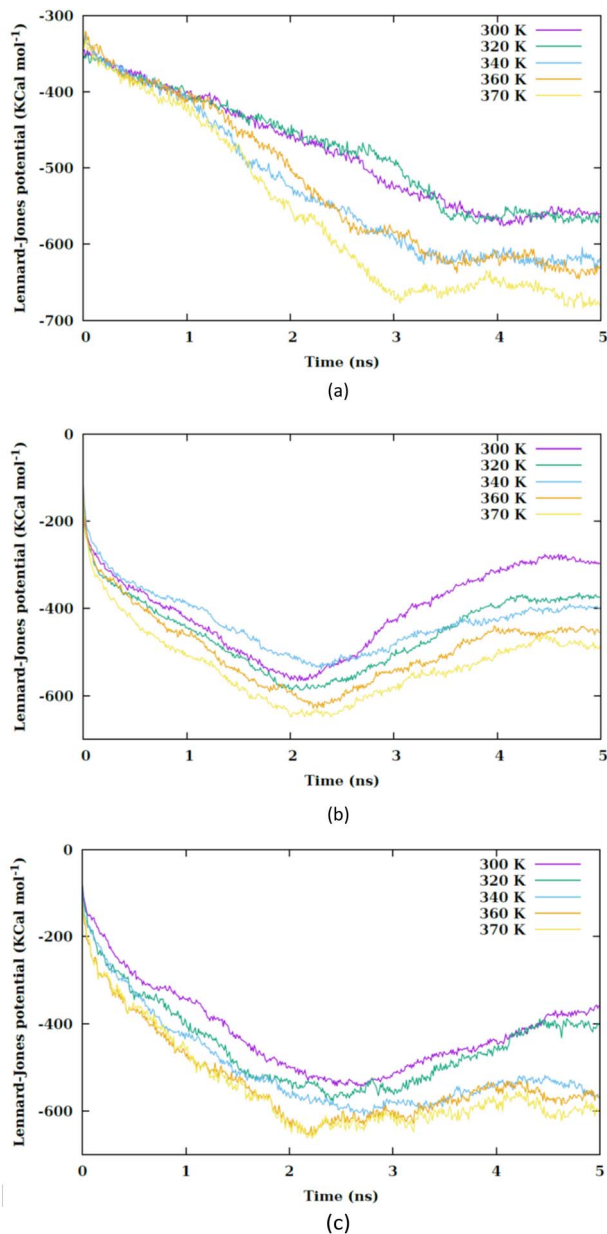 Lennard-Jones potential (KCal mol⁻¹)
-300
-400
-500
-600
-700
300 K
320 K
340 K
360 K
370 K
0 1 2 3 4 5
Time (ns)
(a)
Lennard-Jones potential (KCal mol⁻¹)
0
-200
-400
-600
300 K
320 K
340 K
360 K
370 K
0 1 2 3 4 5
Time (ns)
(b)
Lennard-Jones potential (KCal mol⁻¹)
0
-200
-400
-600
300 K
320 K
340 K
360 K
370 K
0 1 2 3 4 5
Time (ns)
(c)